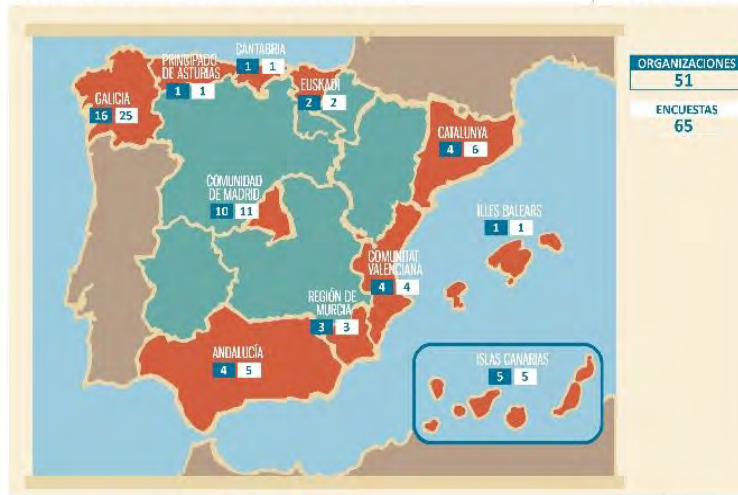 CANTABRIA
1 1
PRINCIPADO
DE ASTURIAS
1 1
EUSKADI
2 2
GALICIA
16 25
CATALUNYA
4 6
COMUNIDAD
DE MADRID
10 11
ILLES BALEARS
1 1
COMUNITAT
VALENCIANA
4 4
REGIÓN DE
MURCIA
3 3
ANDALUCÍA
4 5
ISLAS CANARIAS
5 5
ORGANIZACIONES
51
ENCUESTAS
65